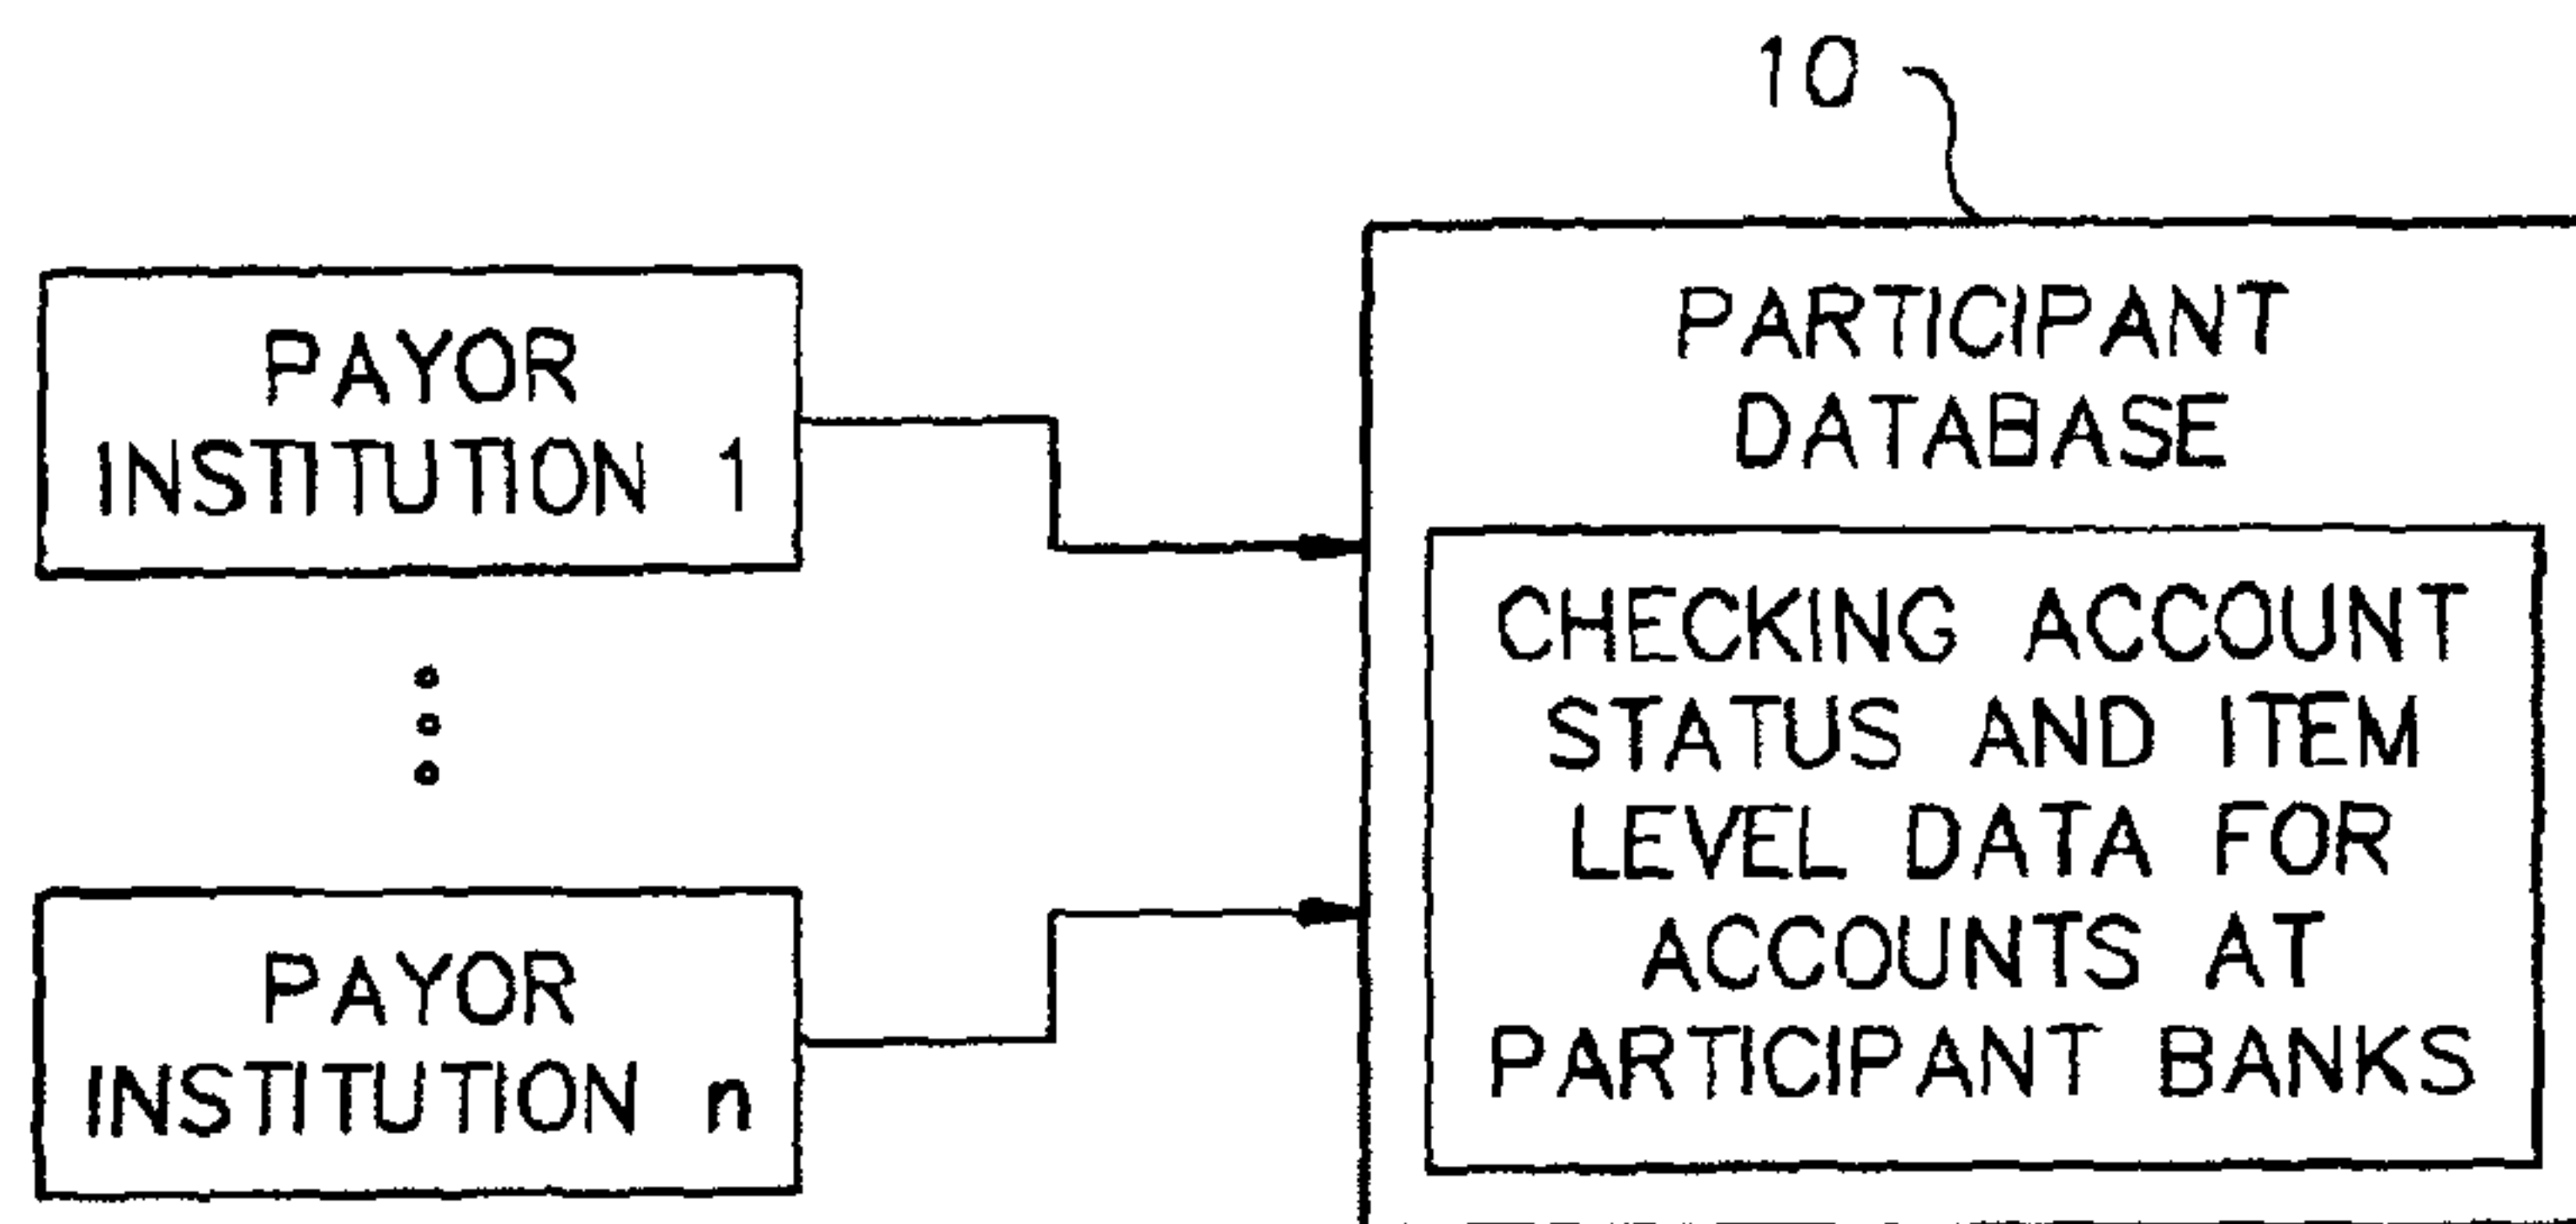 10
PARTICIPANT
DATABASE
PAYOR
INSTITUTION 1
CHECKING ACCOUNT
STATUS AND ITEM
LEVEL DATA FOR
ACCOUNTS AT
PARTICIPANT BANKS
PAYOR
INSTITUTION n